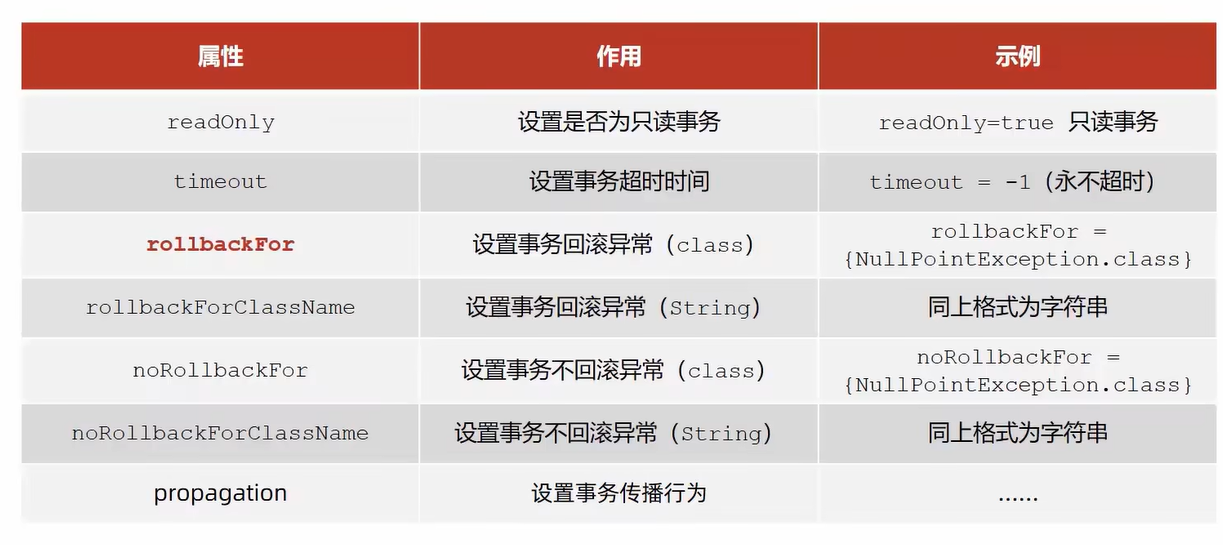 属性 作用 示例
readOnly 设置是否为只读事务 readOnly=true 只读事务
timeout 设置事务超时时间 timeout = -1（永不超时）
rollbackFor 设置事务回滚异常（class） rollbackFor =
{NullPointException.class}
rollbackForClassName 设置事务回滚异常（String） 同上格式为字符串
noRollbackFor 设置事务不回滚异常（class） noRollbackFor =
{NullPointException.class}
noRollbackForClassName 设置事务不回滚异常（String） 同上格式为字符串
propagation 设置事务传播行为 ……